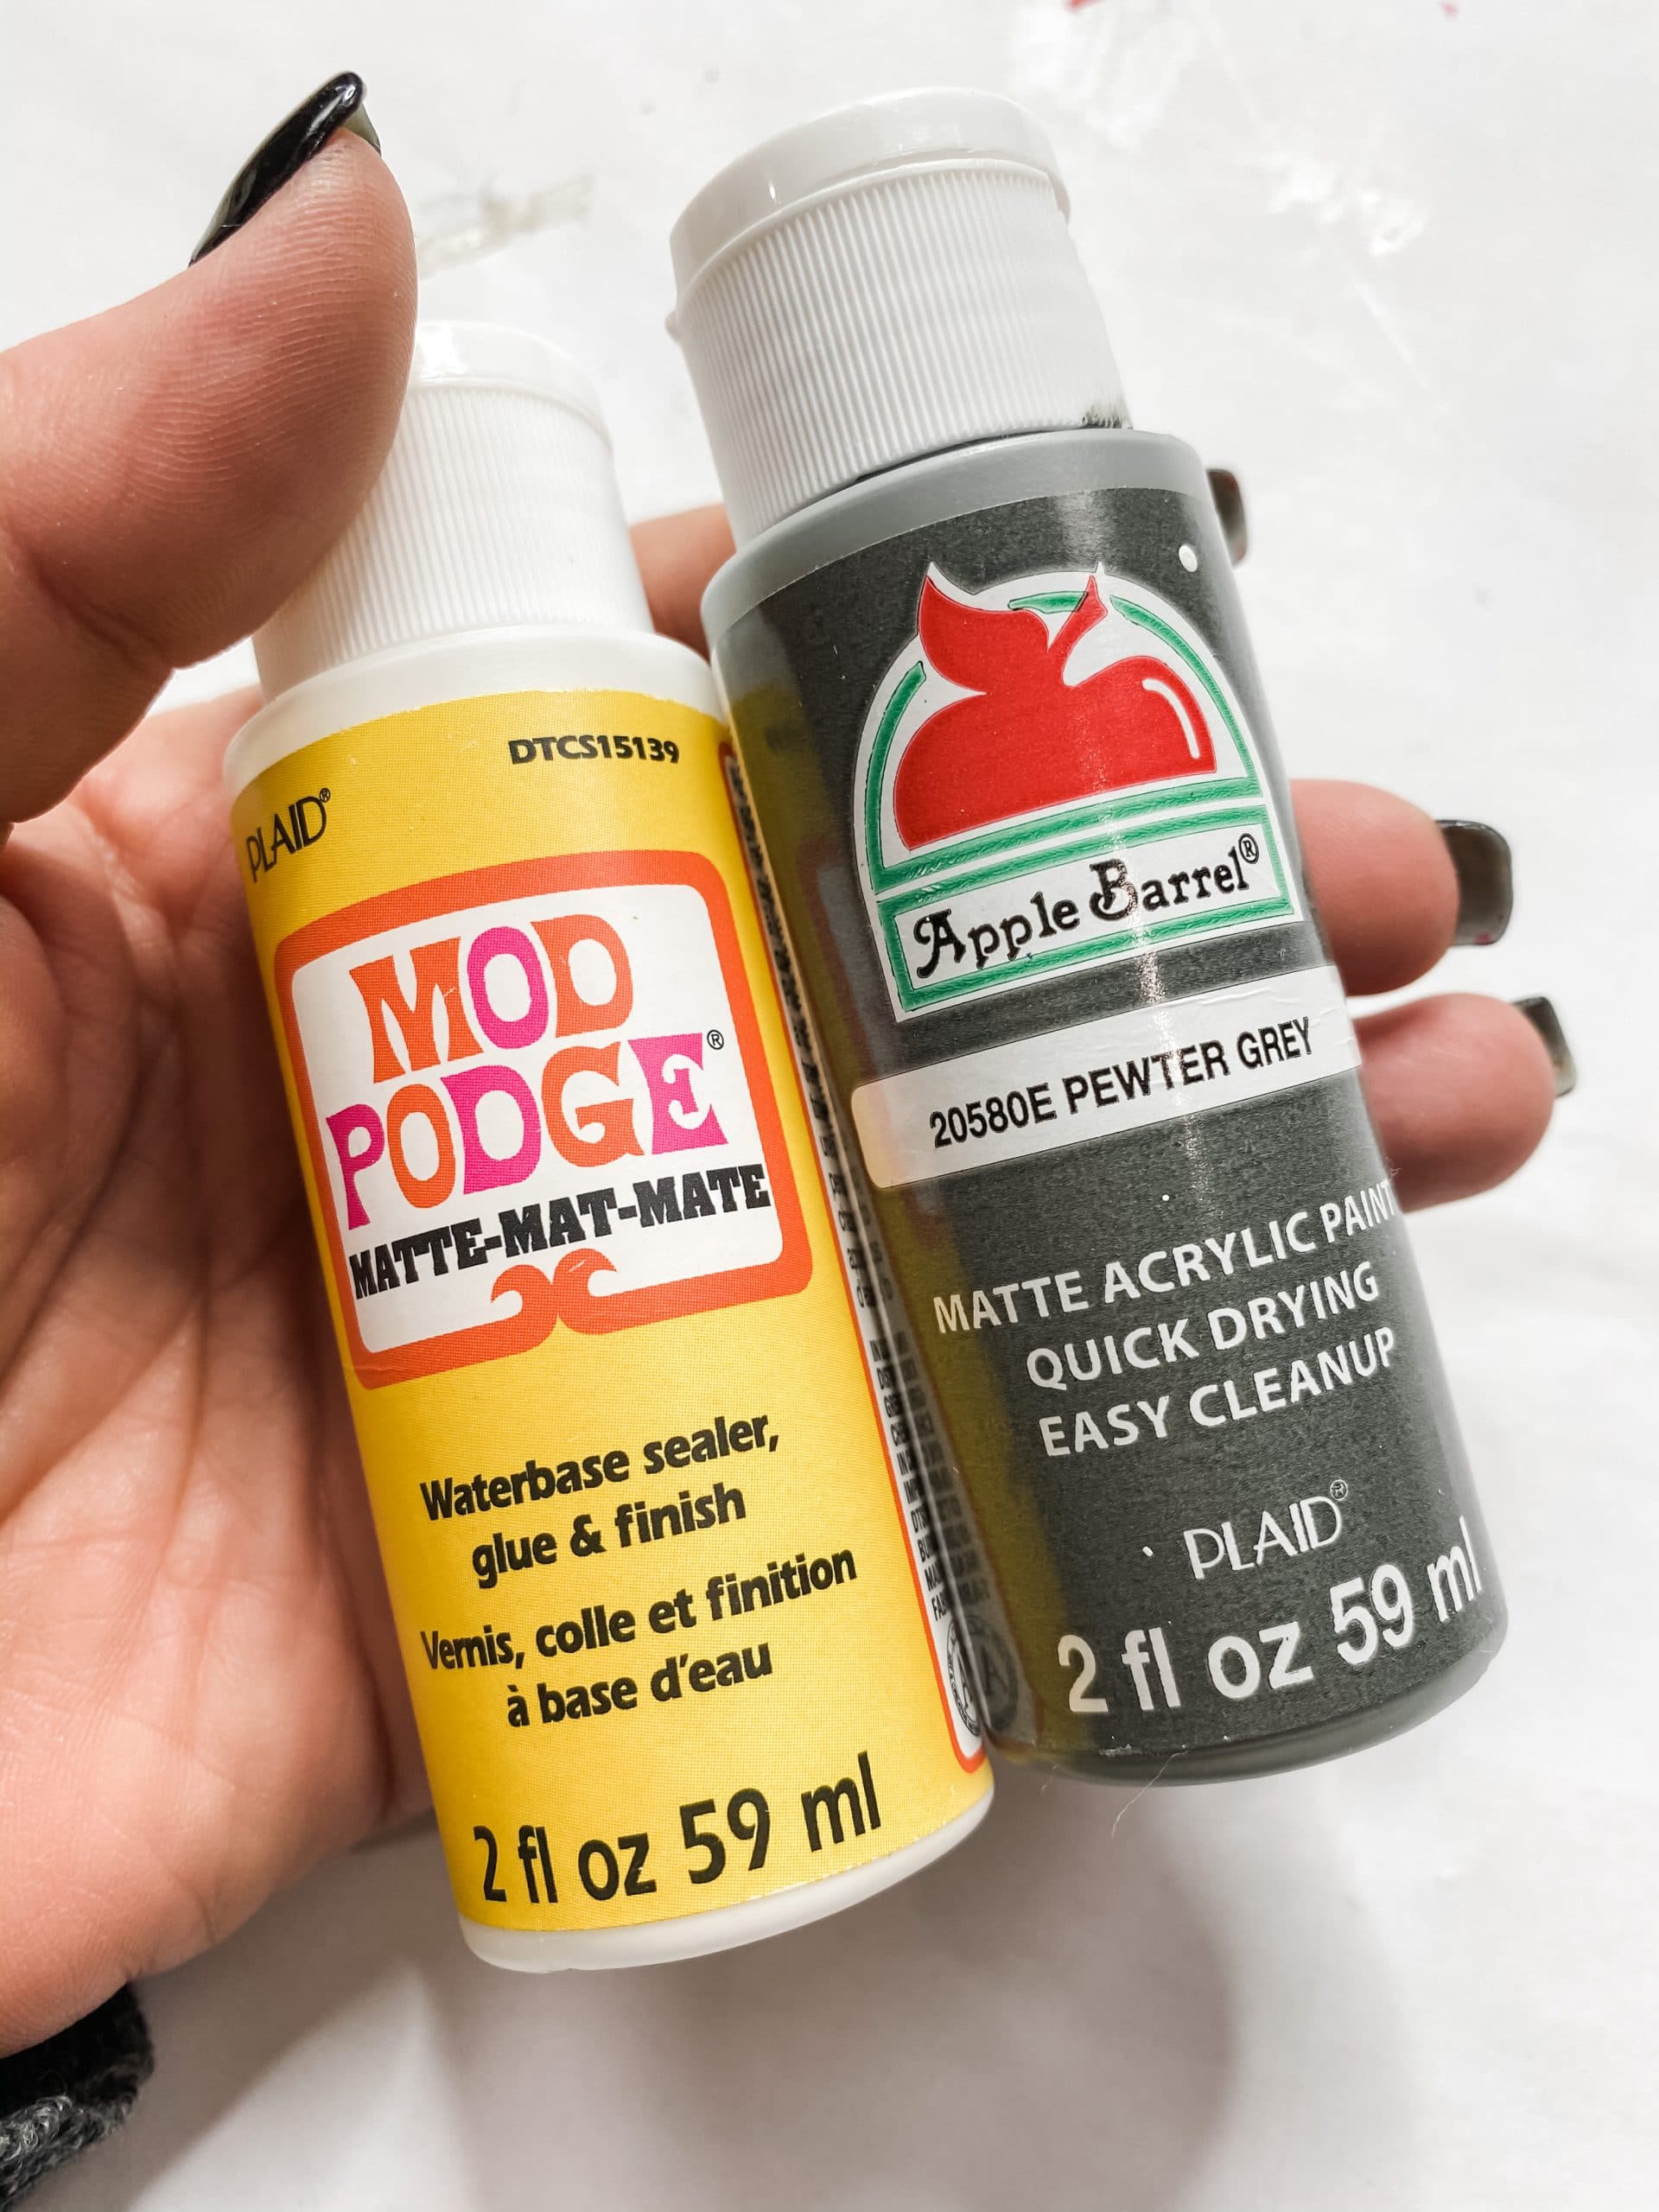 DTCS15139
PLAID®
MOD
PODGE®
MATTE-MAT-MATE
Waterbase sealer,
glue & finish
Vernis, colle et finition
à base d'eau
2 fl oz 59 ml
Apple Barrel®
20580E PEWTER GREY
MATTE ACRYLIC PAINT
QUICK DRYING
EASY CLEANUP
PLAID®
2 fl oz 59 ml